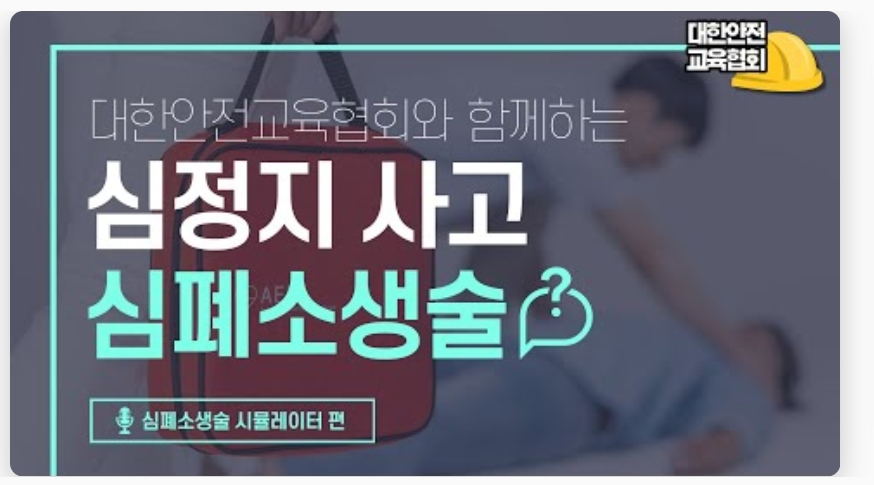 대한안전
교육협회
대한안전교육협회와 함께하는
심정지 사고
심폐소생술?
AED
심폐소생술 시뮬레이터 편